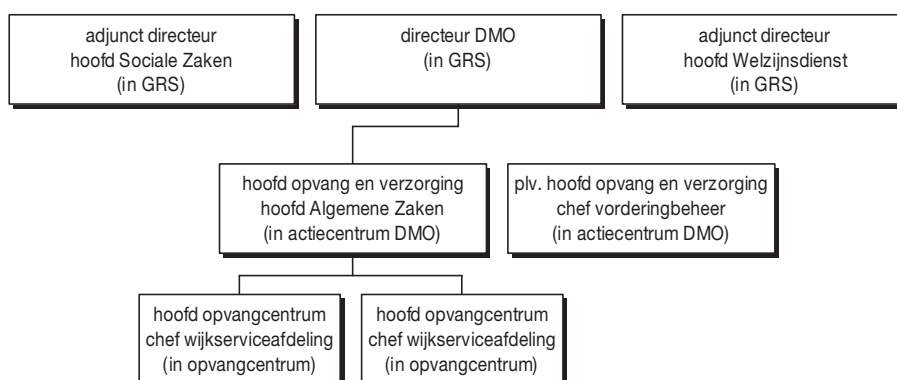 adjunct directeur
hoofd Sociale Zaken
(in GRS)
directeur DMO
(in GRS)
adjunct directeur
hoofd Welzijnsdienst
(in GRS)
hoofd opvang en verzorging
hoofd Algemene Zaken
(in actiecentrum DMO)
plv. hoofd opvang en verzorging
chef vorderingbeheer
(in actiecentrum DMO)
hoofd opvangcentrum
chef wijkserviceafdeling
(in opvangcentrum)
hoofd opvangcentrum
chef wijkserviceafdeling
(in opvangcentrum)